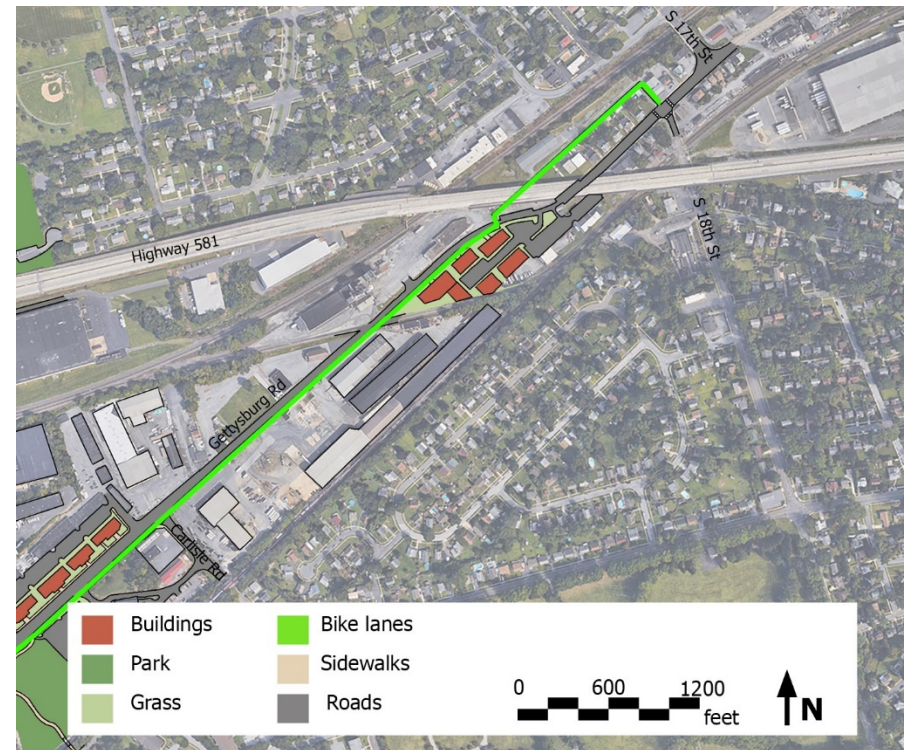 S 17th St
Highway 581
S 18th St
Gettysburg Rd
Carlisle Rd
Buildings
Park
Grass
Bike lanes
Sidewalks
Roads
0 600 1200
feet
N